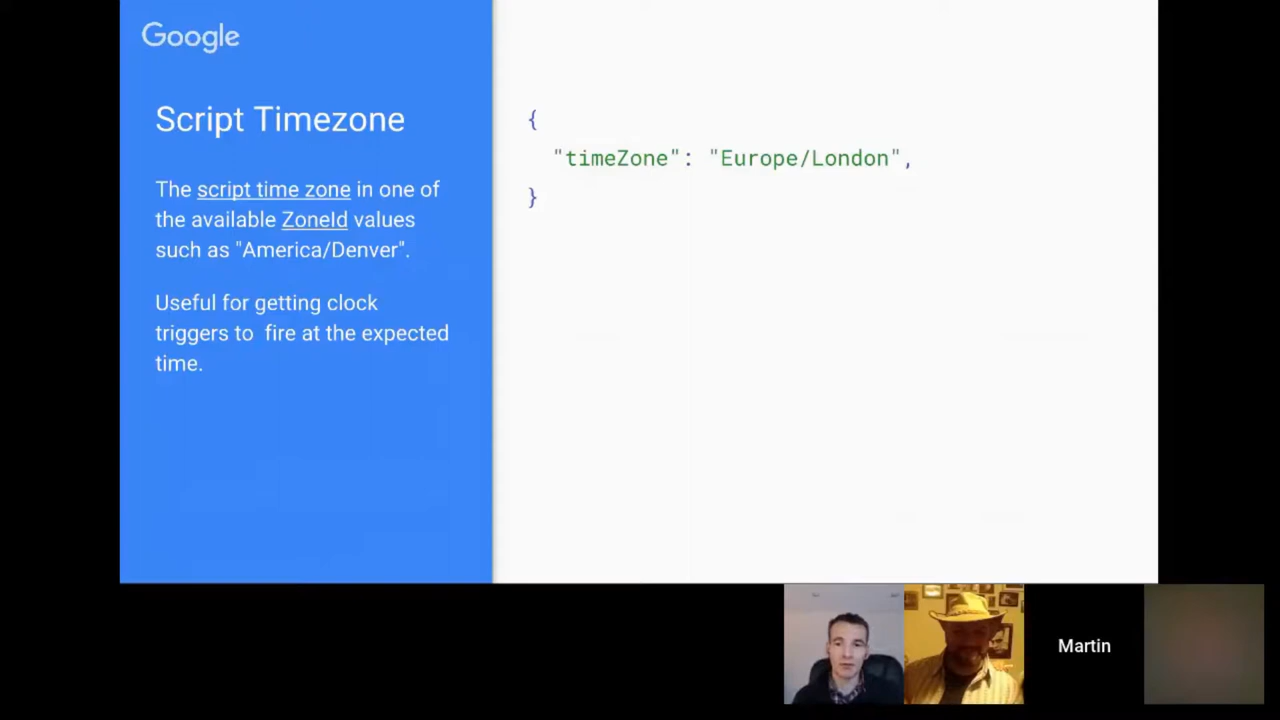 Google
Script Timezone
The script time zone in one of
the available ZoneId values
such as "America/Denver".
Useful for getting clock
triggers to  fire at the expected
time.
{
"timeZone": "Europe/London",
}
Martin